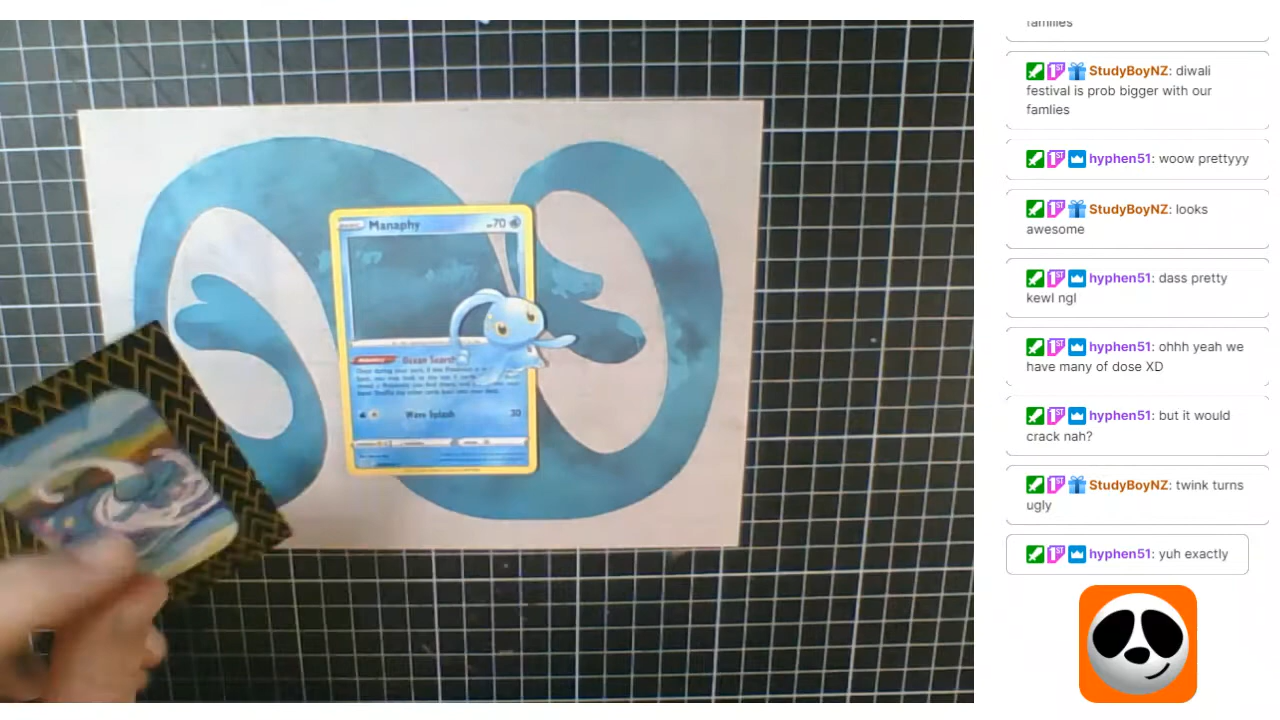 families
StudyBoyNZ: diwali
festival is prob bigger with our
famlies
hyphen51: woow prettyyy
StudyBoyNZ: looks
awesome
hyphen51: dass pretty
kewl ngl
hyphen51: ohhh yeah we
have many of dose XD
hyphen51: but it would
crack nah?
StudyBoyNZ: twink turns
ugly
hyphen51: yuh exactly
Manaphy 70
Ocean Search
Wave Splash 30